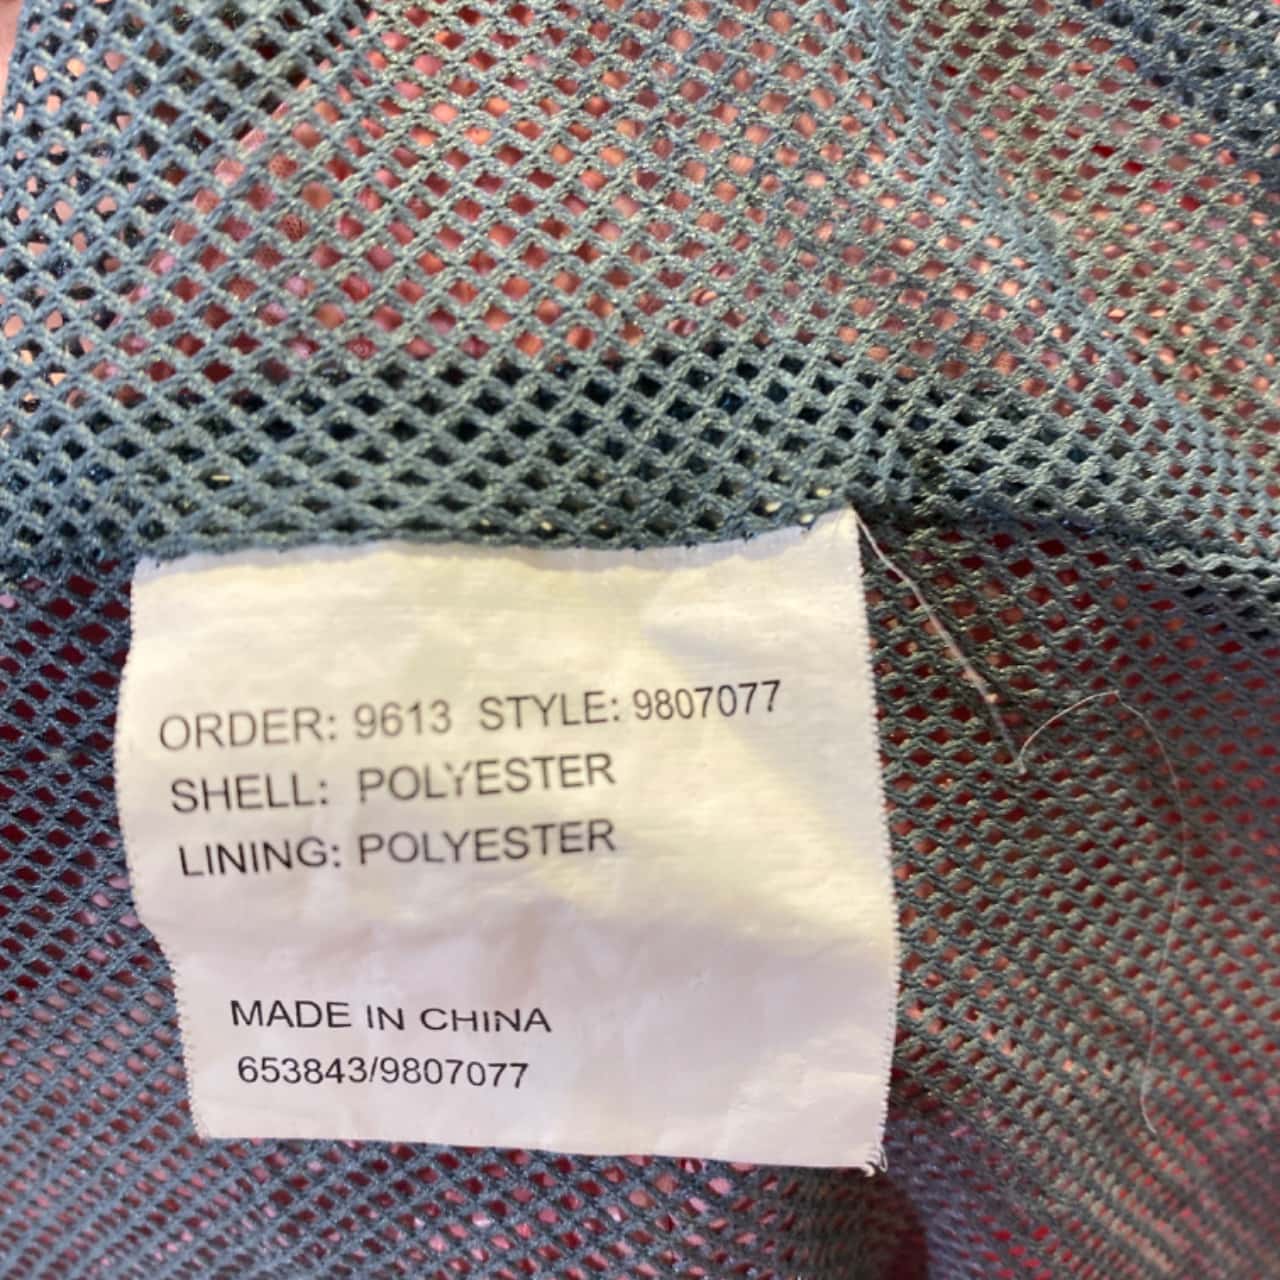 ORDER: 9613 STYLE: 9807077
SHELL: POLYESTER
LINING: POLYESTER
MADE IN CHINA
653843/9807077